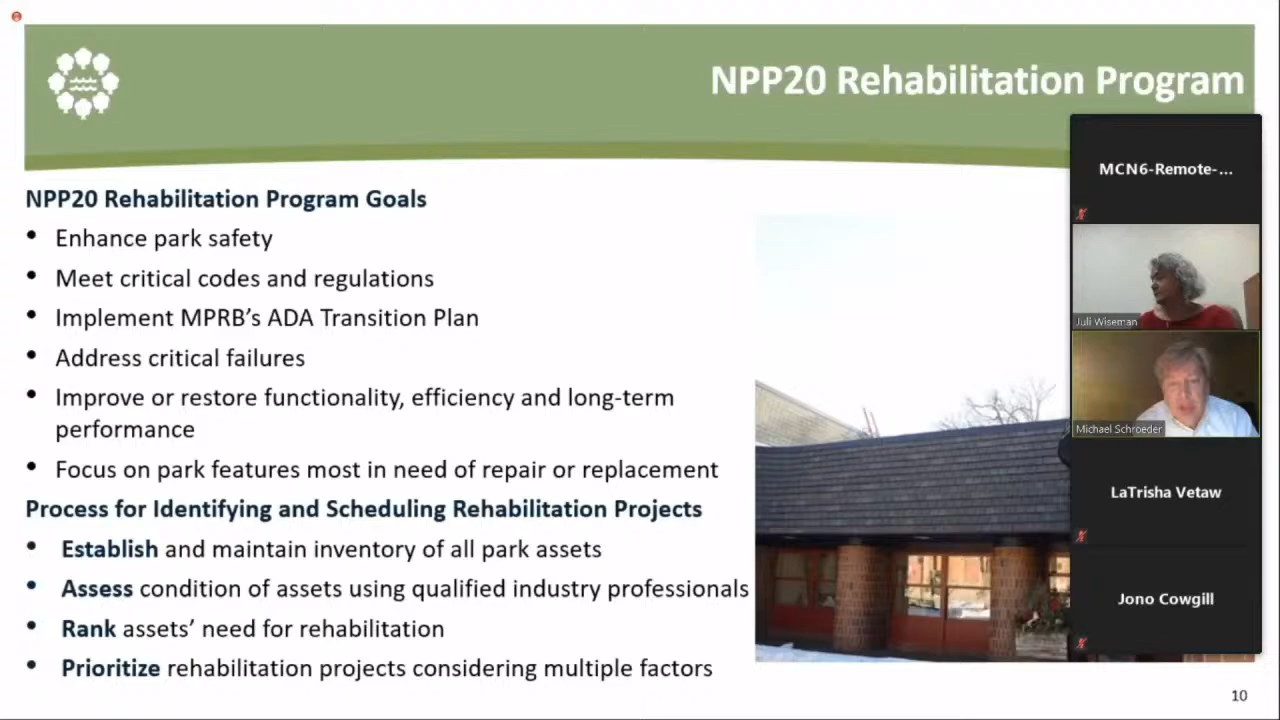 NPP20 Rehabilitation Program
NPP20 Rehabilitation Program Goals
• Enhance park safety
• Meet critical codes and regulations
• Implement MPRB’s ADA Transition Plan
• Address critical failures
• Improve or restore functionality, efficiency and long-term
performance
• Focus on park features most in need of repair or replacement
Process for Identifying and Scheduling Rehabilitation Projects
• Establish and maintain inventory of all park assets
• Assess condition of assets using qualified industry professionals
• Rank assets’ need for rehabilitation
• Prioritize rehabilitation projects considering multiple factors
MCN6-Remote-...
Juli Wiseman
Michael Schroeder
LaTrisha Vetaw
Jono Cowgill
10